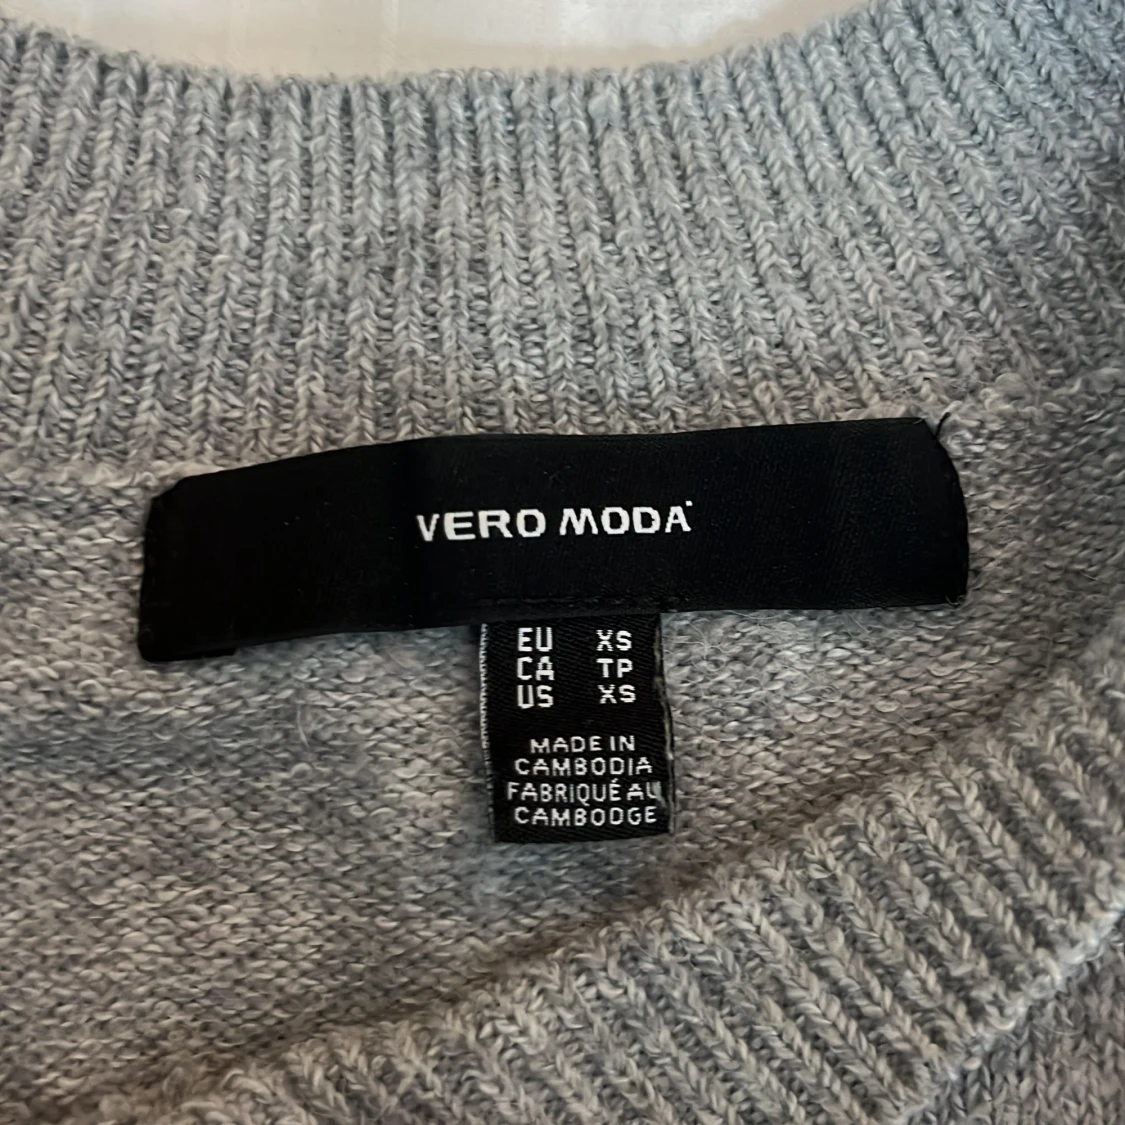 VERO MODA
EU XS
CA TP
US XS
MADE IN
CAMBODIA
FABRIQUÉ AU
CAMBODGE